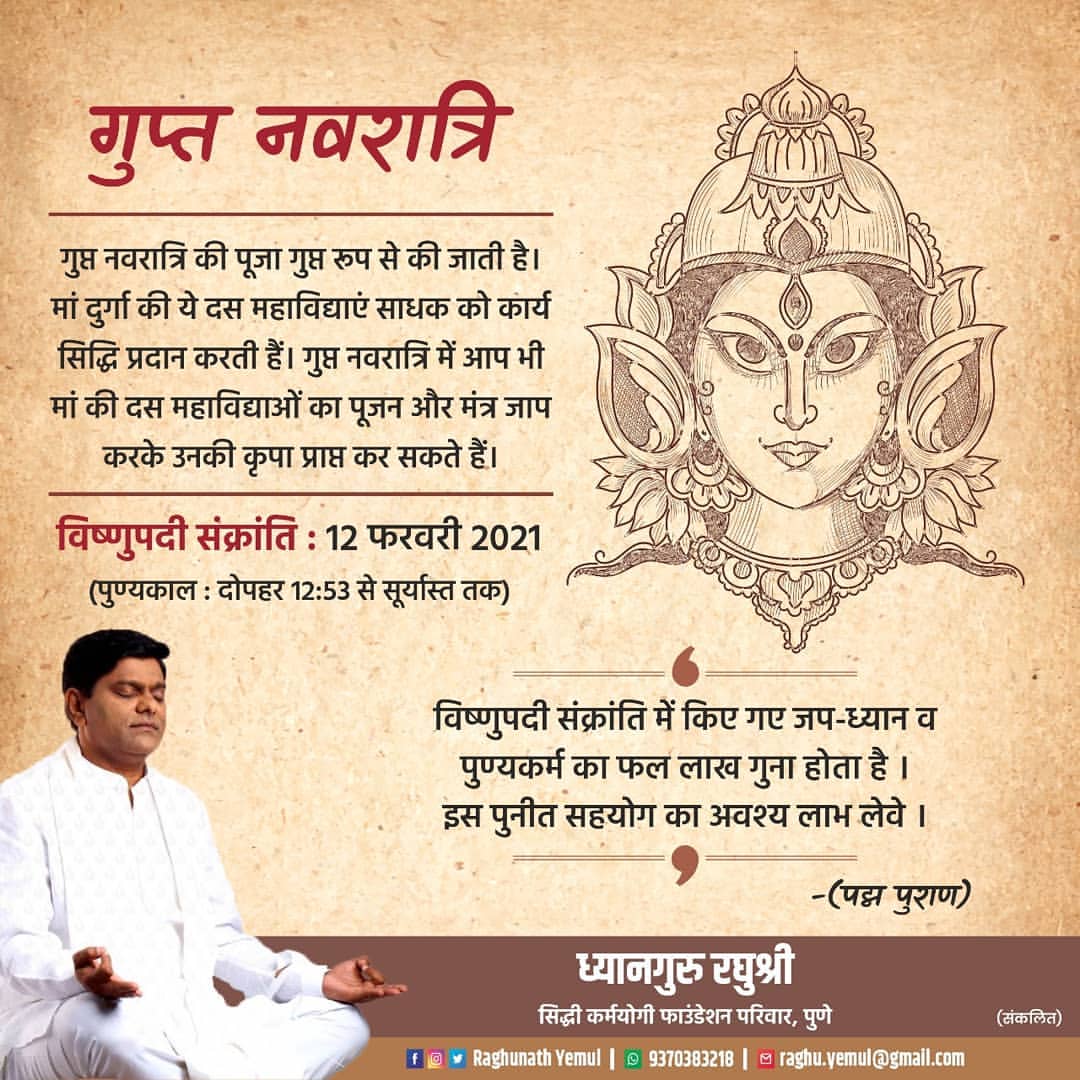 गुप्त नवरात्रि
गुप्त नवरात्रि की पूजा गुप्त रूप से की जाती है।
मां दुर्गा की ये दस महाविद्याएं साधक को कार्य
सिद्धि प्रदान करती हैं। गुप्त नवरात्रि में आप भी
मां की दस महाविद्याओं का पूजन और मंत्र जाप
करके उनकी कृपा प्राप्त कर सकते हैं।
विष्णुपदी संक्रांति : 12 फरवरी 2021
(पुण्यकाल : दोपहर 12:53 से सूर्यास्त तक)
विष्णुपदी संक्रांति में किए गए जप-ध्यान व
पुण्यकर्म का फल लाख गुना होता है ।
इस पुनीत सहयोग का अवश्य लाभ लेवे ।
-(पद्म पुराण)
ध्यानगुरु रघुश्री
सिद्धी कर्मयोगी फाउंडेशन परिवार, पुणे
(संकलित)
Raghunath Yemul | 9370383218 | raghu.yemul@gmail.com